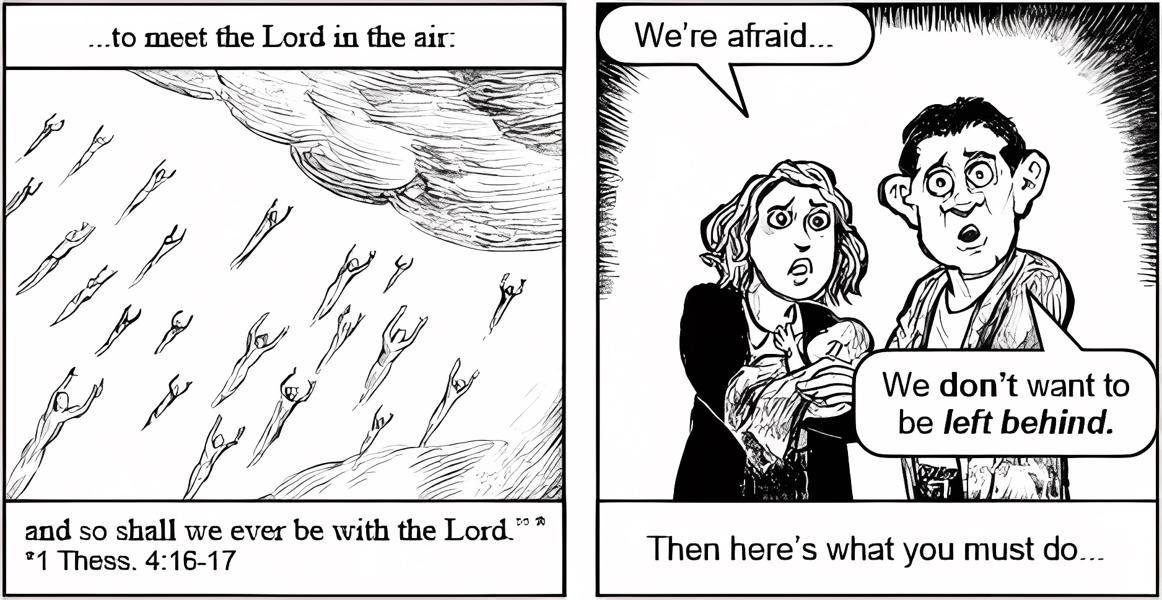 ...to meet the Lord in the air:
and so shall we ever be with the Lord."
*1 Thess. 4:16-17
We're afraid...
We don't want to
be left behind.
Then here's what you must do...